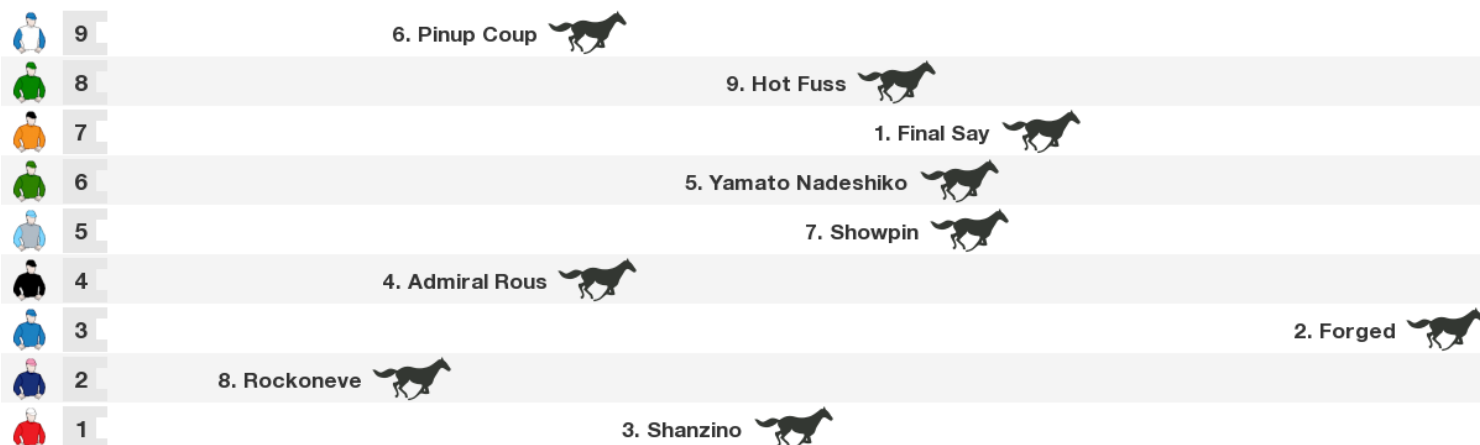 9 6. Pinup Coup
8 9. Hot Fuss
7 1. Final Say
6 5. Yamato Nadeshiko
5 7. Showpin
4 4. Admiral Rous
3 2. Forged
2 8. Rockoneve
1 3. Shanzino